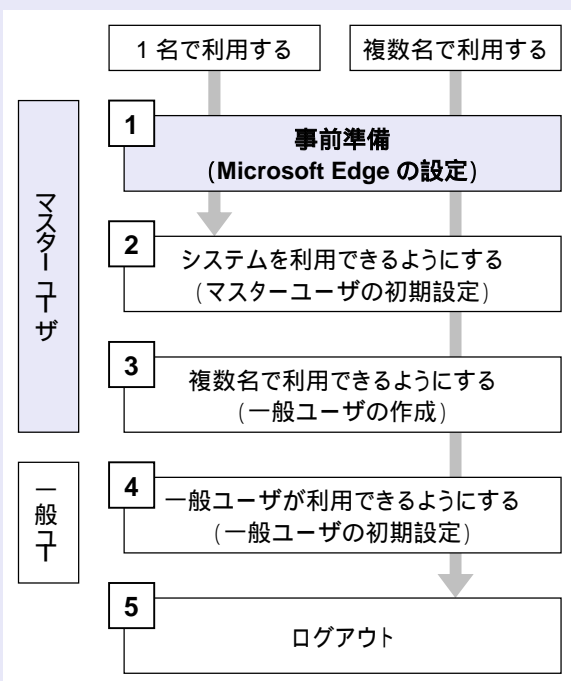 1 名で利用する
複数名で利用する
マスターユーザ
1
事前準備
(Microsoft Edge の設定)
2
システムを利用できるようにする
(マスターユーザの初期設定)
3
複数名で利用できるようにする
(一般ユーザの作成)
一般ユー
4
一般ユーザが利用できるようにする
(一般ユーザの初期設定)
5
ログアウト